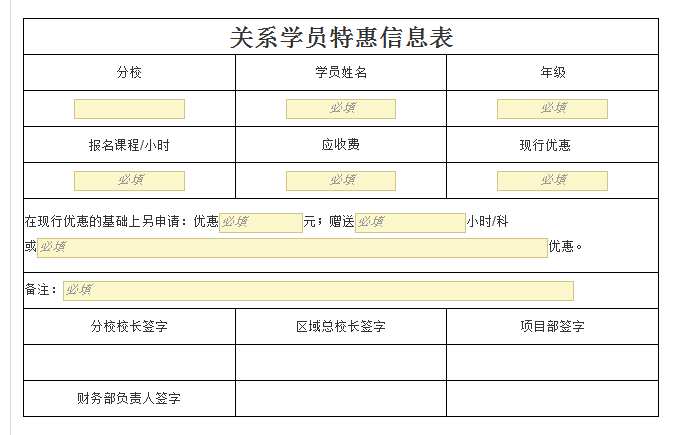 关系学员特惠信息表
分校 学员姓名 年级
必填 必填
报名课程/小时 应收费 现行优惠
必填 必填 必填
在现行优惠的基础上另申请：优惠必填元；赠送必填小时/科
或必填优惠。
备注：必填
分校校长签字 区域总校长签字 项目部签字
财务部负责人签字